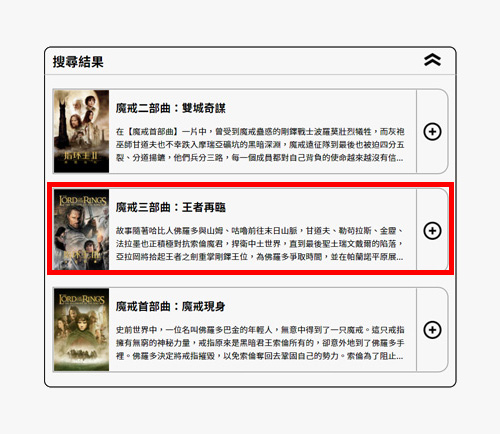 搜尋結果
魔戒二部曲：雙城奇謀
在【魔戒首部曲】一片中，曾受到魔戒蠱惑的剛鐸戰士波羅莫壯烈犧牲，而灰袍
巫師甘道夫也不幸跌入摩瑞亞礦坑的黑暗深淵，魔戒遠征隊到最後也被迫四分五
裂、分道揚鑣，他們兵分三路，每一個成員都對自己背負的使命越來越沒有信...
指环王II
THE LORD OF THE RINGS
魔戒三部曲：王者再臨
故事隨著哈比人佛羅多與山姆、咕嚕前往末日山脈，甘道夫、勒苟拉斯、金靂、
法拉墨也正積極對抗索倫魔君，捍衛中土世界，直到最後聖土瑞文戴爾的陷落，
亞拉岡將拾起王者之劍重掌剛鐸王位，為佛羅多爭取時間，並在帕蘭諾平原展...
THE LORD OF THE RINGS
魔戒首部曲：魔戒現身
史前世界中，一位名叫佛羅多巴金的年輕人，無意中得到了一只魔戒。這只戒指
擁有無窮的神秘力量，戒指原來是黑暗君王索倫所有的，卻意外地到了佛羅多手
裡。佛羅多決定將戒指摧毀，以免索倫奪回去鞏固自己的勢力。索倫為了阻止...